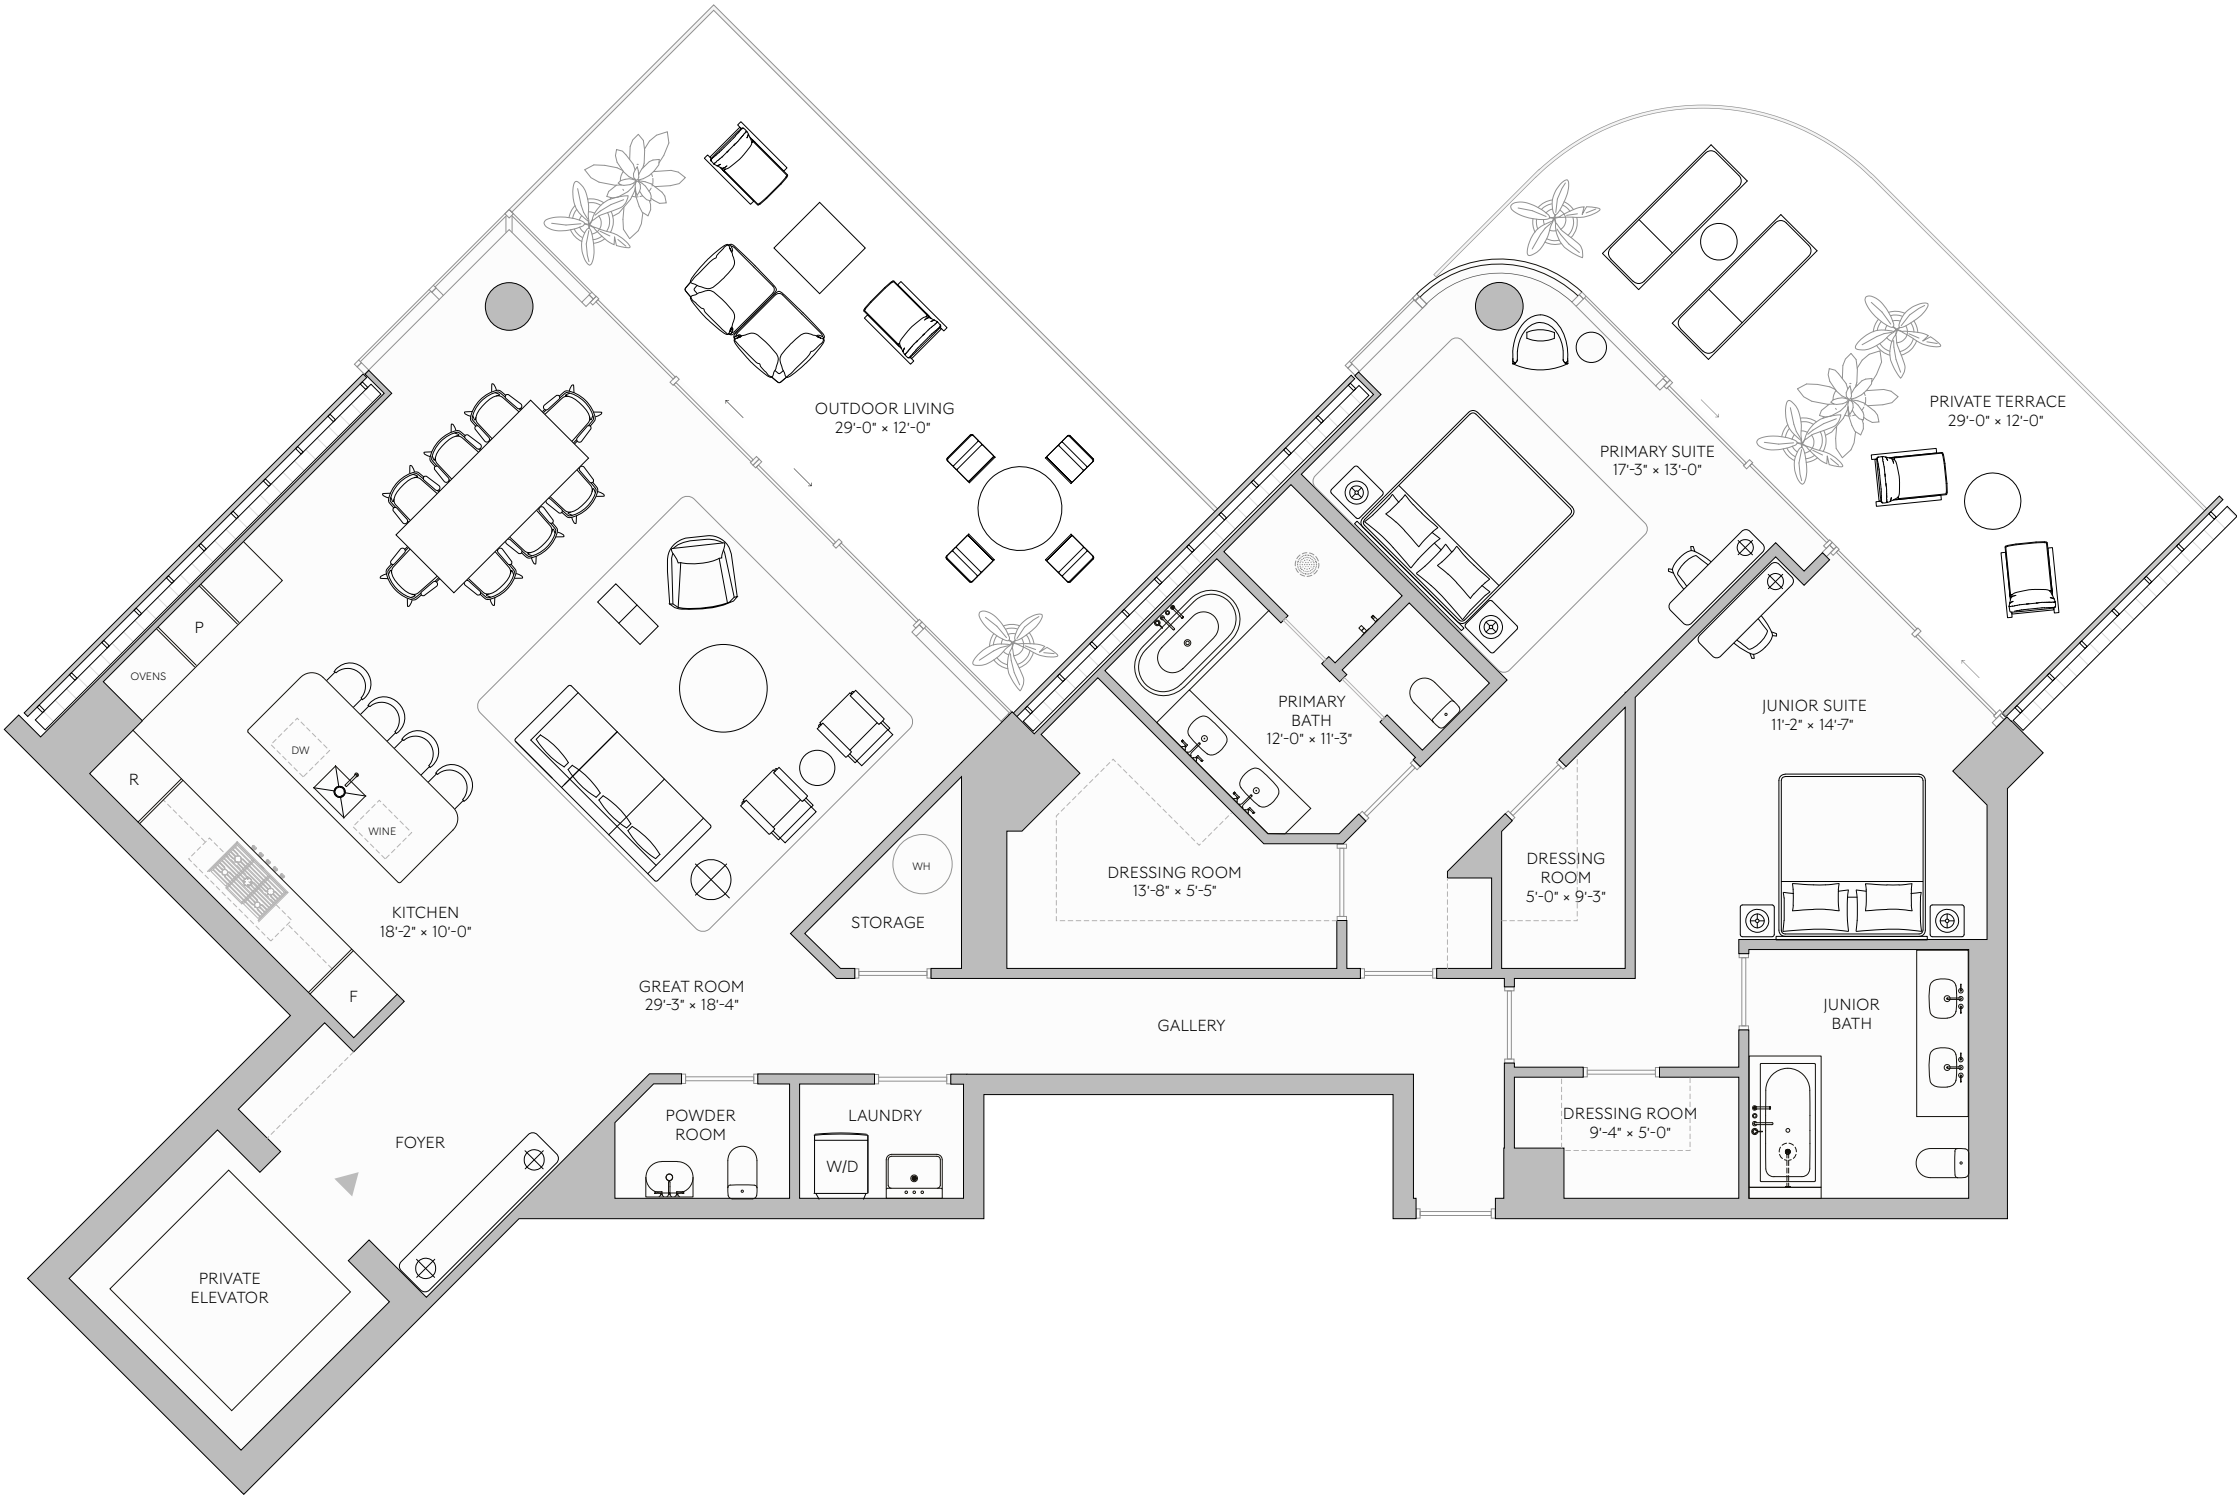 OUTDOOR LIVING
29'-0" × 12'-0"
PRIVATE TERRACE
29'-0" × 12'-0"
PRIMARY SUITE
17'-3" × 13'-0"
P
OVENS
DW
R
WINE
PRIMARY
BATH
12'-0" × 11'-3"
JUNIOR SUITE
11'-2" × 14'-7"
WH
STORAGE
DRESSING ROOM
13'-8" × 5'-5"
DRESSING
ROOM
5'-0" × 9'-3"
KITCHEN
18'-2" × 10'-0"
F
GREAT ROOM
29'-3" × 18'-4"
GALLERY
JUNIOR
BATH
FOYER
POWDER
ROOM
LAUNDRY
W/D
DRESSING ROOM
9'-4" × 5'-0"
PRIVATE
ELEVATOR